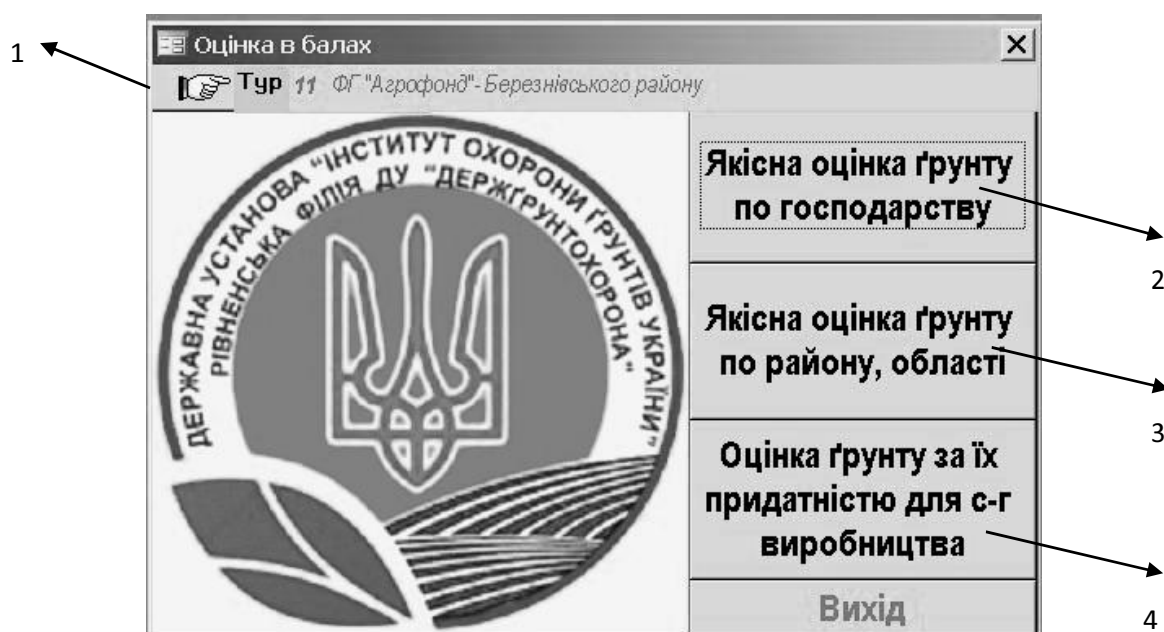 1
Оцінка в балах
Тур 11 ФГ "Агрофонд"- Березнівського району
ДЕРЖАВНА УСТАНОВА "ІНСТИТУТ ОХОРОНИ ҐРУНТІВ УКРАЇНИ"
РІВНЕНСЬКА ФІЛІЯ ДУ "ДЕРЖҐРУНТОХОРОНА"
Якісна оцінка ґрунту
по господарству
2
Якісна оцінка ґрунту
по району, області
3
Оцінка ґрунту за їх
придатністю для с-г
виробництва
4
Вихід